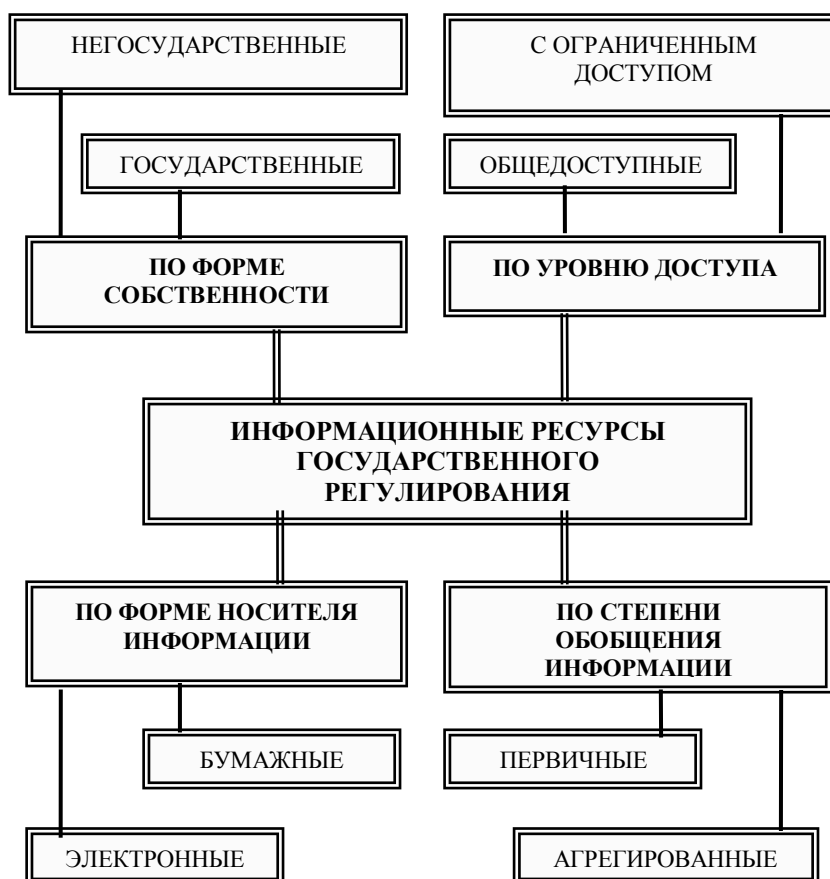 НЕГОСУДАРСТВЕННЫЕ
С ОГРАНИЧЕННЫМ
ДОСТУПОМ
ГОСУДАРСТВЕННЫЕ
ОБЩЕДОСТУПНЫЕ
ПО ФОРМЕ
СОБСТВЕННОСТИ
ПО УРОВНЮ ДОСТУПА
ИНФОРМАЦИОННЫЕ РЕСУРСЫ
ГОСУДАРСТВЕННОГО
РЕГУЛИРОВАНИЯ
ПО ФОРМЕ НОСИТЕЛЯ
ИНФОРМАЦИИ
ПО СТЕПЕНИ
ОБОБЩЕНИЯ
ИНФОРМАЦИИ
БУМАЖНЫЕ
ПЕРВИЧНЫЕ
ЭЛЕКТРОННЫЕ
АГРЕГИРОВАННЫЕ